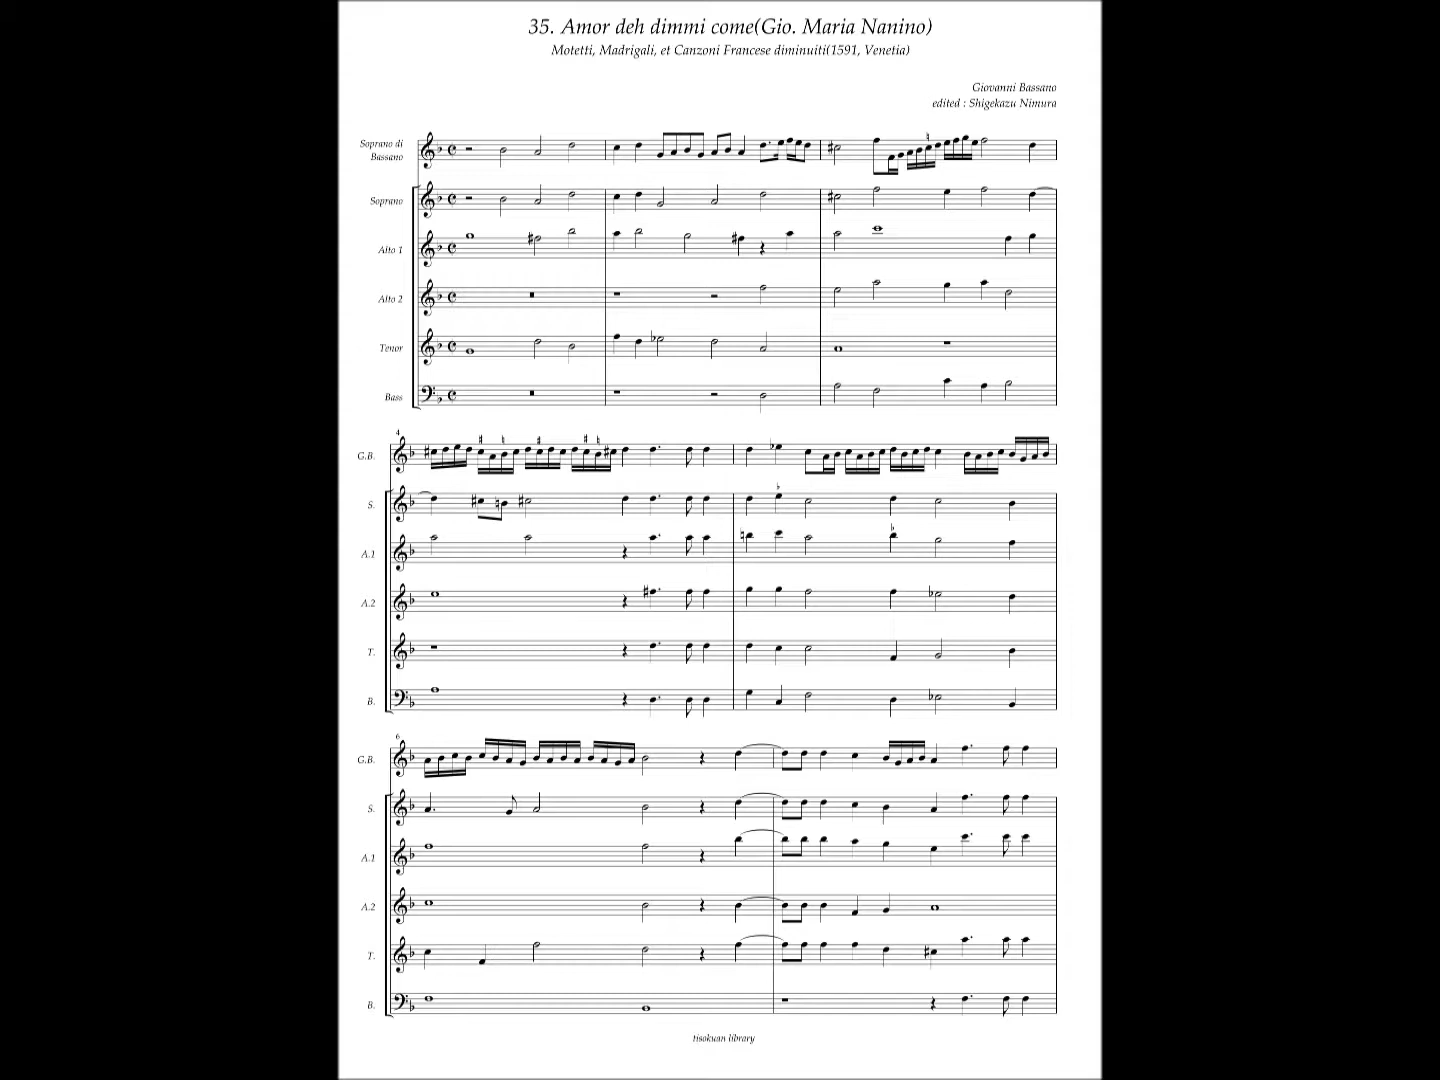 35. Amor deh dimmi come(Gio. Maria Nanino)
Motetti, Madrigali, et Canzoni Francese diminuiti(1591, Venetia)
Giovanni Bassano
edited : Shigekazu Nimura
Soprano di
Bassano
Soprano
Alto 1
Alto 2
Tenor
Bass
4
G.B.
S.
A.1
A.2
T.
B.
6
G.B.
S.
A.1
A.2
T.
B.
tisokuan library